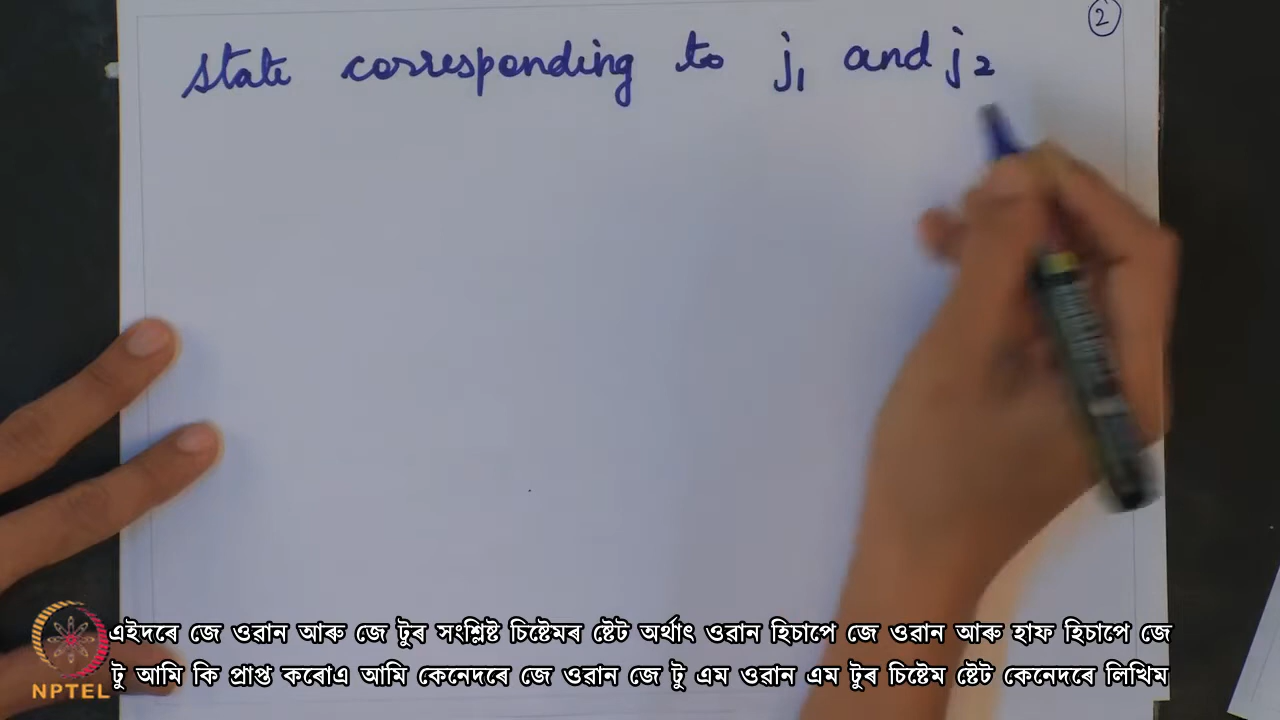 2
state corresponding to j1 and j2
এইদৰে জে ওৱান আৰু জে টুৰ সংশ্লিষ্ট চিষ্টেমৰ ষ্টেট অৰ্থাৎ ওৱান হিচাপে জে ওৱান আৰু হাফ হিচাপে জে
টু আমি কি প্ৰাপ্ত কৰোএ আমি কেনেদৰে জে ওৱান জে টু এম ওৱান এম টুৰ চিষ্টেম ষ্টেট কেনেদৰে লিখিম
NPTEL